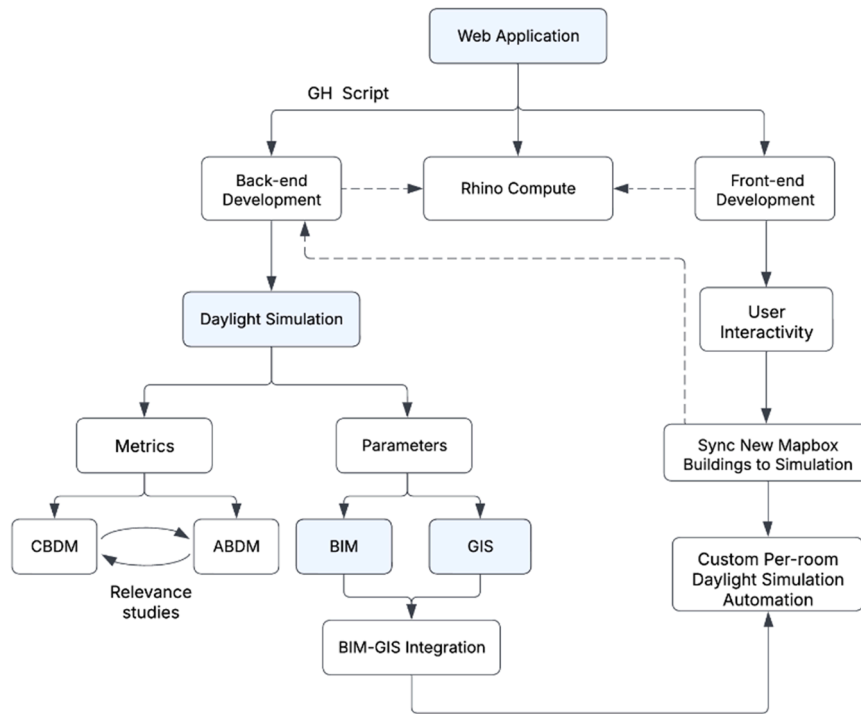 Web Application
GH Script
Back-end
Development
Rhino Compute
Front-end
Development
Daylight Simulation
User
Interactivity
Metrics
Parameters
Sync New Mapbox
Buildings to Simulation
CBDM
ABDM
BIM
GIS
Relevance
studies
Custom Per-room
Daylight Simulation
Automation
BIM-GIS Integration